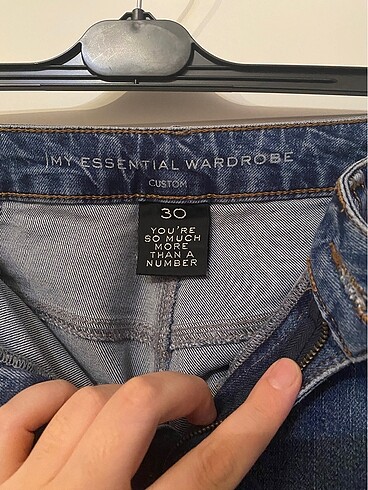 MY ESSENTIAL WARDROBE
CUSTOM
30
YOU'RE
SO MUCH
MORE
THAN A
NUMBER